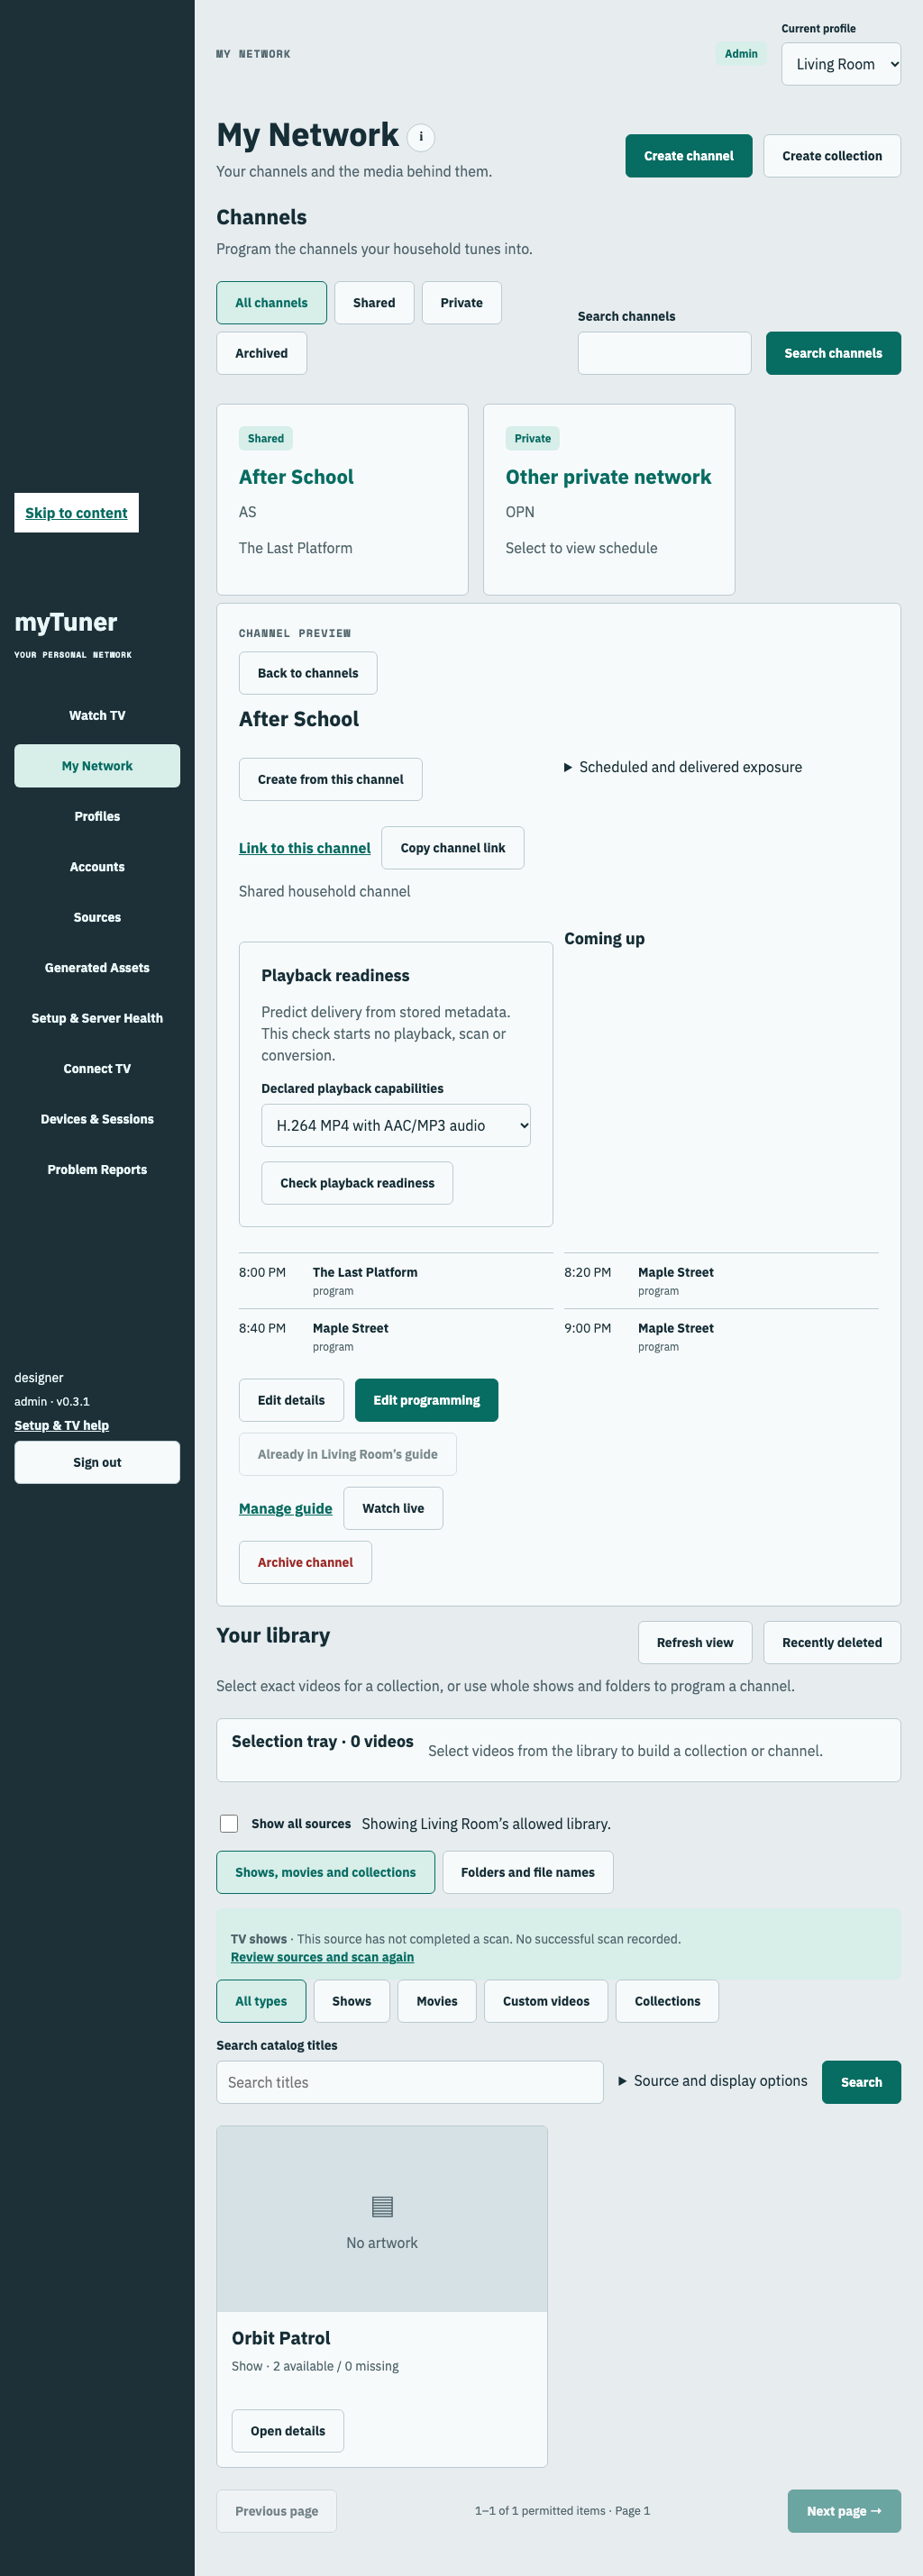 Skip to content
myTuner
YOUR PERSONAL NETWORK
Watch TV
My Network
Profiles
Accounts
Sources
Generated Assets
Setup & Server Health
Connect TV
Devices & Sessions
Problem Reports
designer
admin · v0.3.1
Setup & TV help
Sign out
MY NETWORK
Admin
Current profile
Living Room
My Network i
Your channels and the media behind them.
Create channel
Create collection
Channels
Program the channels your household tunes into.
All channels
Shared
Private
Archived
Search channels
Search channels
Shared
After School
AS
The Last Platform
Private
Other private network
OPN
Select to view schedule
CHANNEL PREVIEW
Back to channels
After School
Create from this channel
Scheduled and delivered exposure
Link to this channel
Copy channel link
Shared household channel
Playback readiness
Predict delivery from stored metadata.
This check starts no playback, scan or
conversion.
Declared playback capabilities
H.264 MP4 with AAC/MP3 audio
Check playback readiness
Coming up
8:00 PM The Last Platform
program
8:20 PM Maple Street
program
8:40 PM Maple Street
program
9:00 PM Maple Street
program
Edit details
Edit programming
Already in Living Room’s guide
Manage guide
Watch live
Archive channel
Your library
Refresh view
Recently deleted
Select exact videos for a collection, or use whole shows and folders to program a channel.
Selection tray · 0 videos
Select videos from the library to build a collection or channel.
Show all sources
Showing Living Room’s allowed library.
Shows, movies and collections
Folders and file names
TV shows · This source has not completed a scan. No successful scan recorded.
Review sources and scan again
All types
Shows
Movies
Custom videos
Collections
Search catalog titles
Search titles
Source and display options
Search
No artwork
Orbit Patrol
Show · 2 available / 0 missing
Open details
Previous page
1–1 of 1 permitted items · Page 1
Next page →